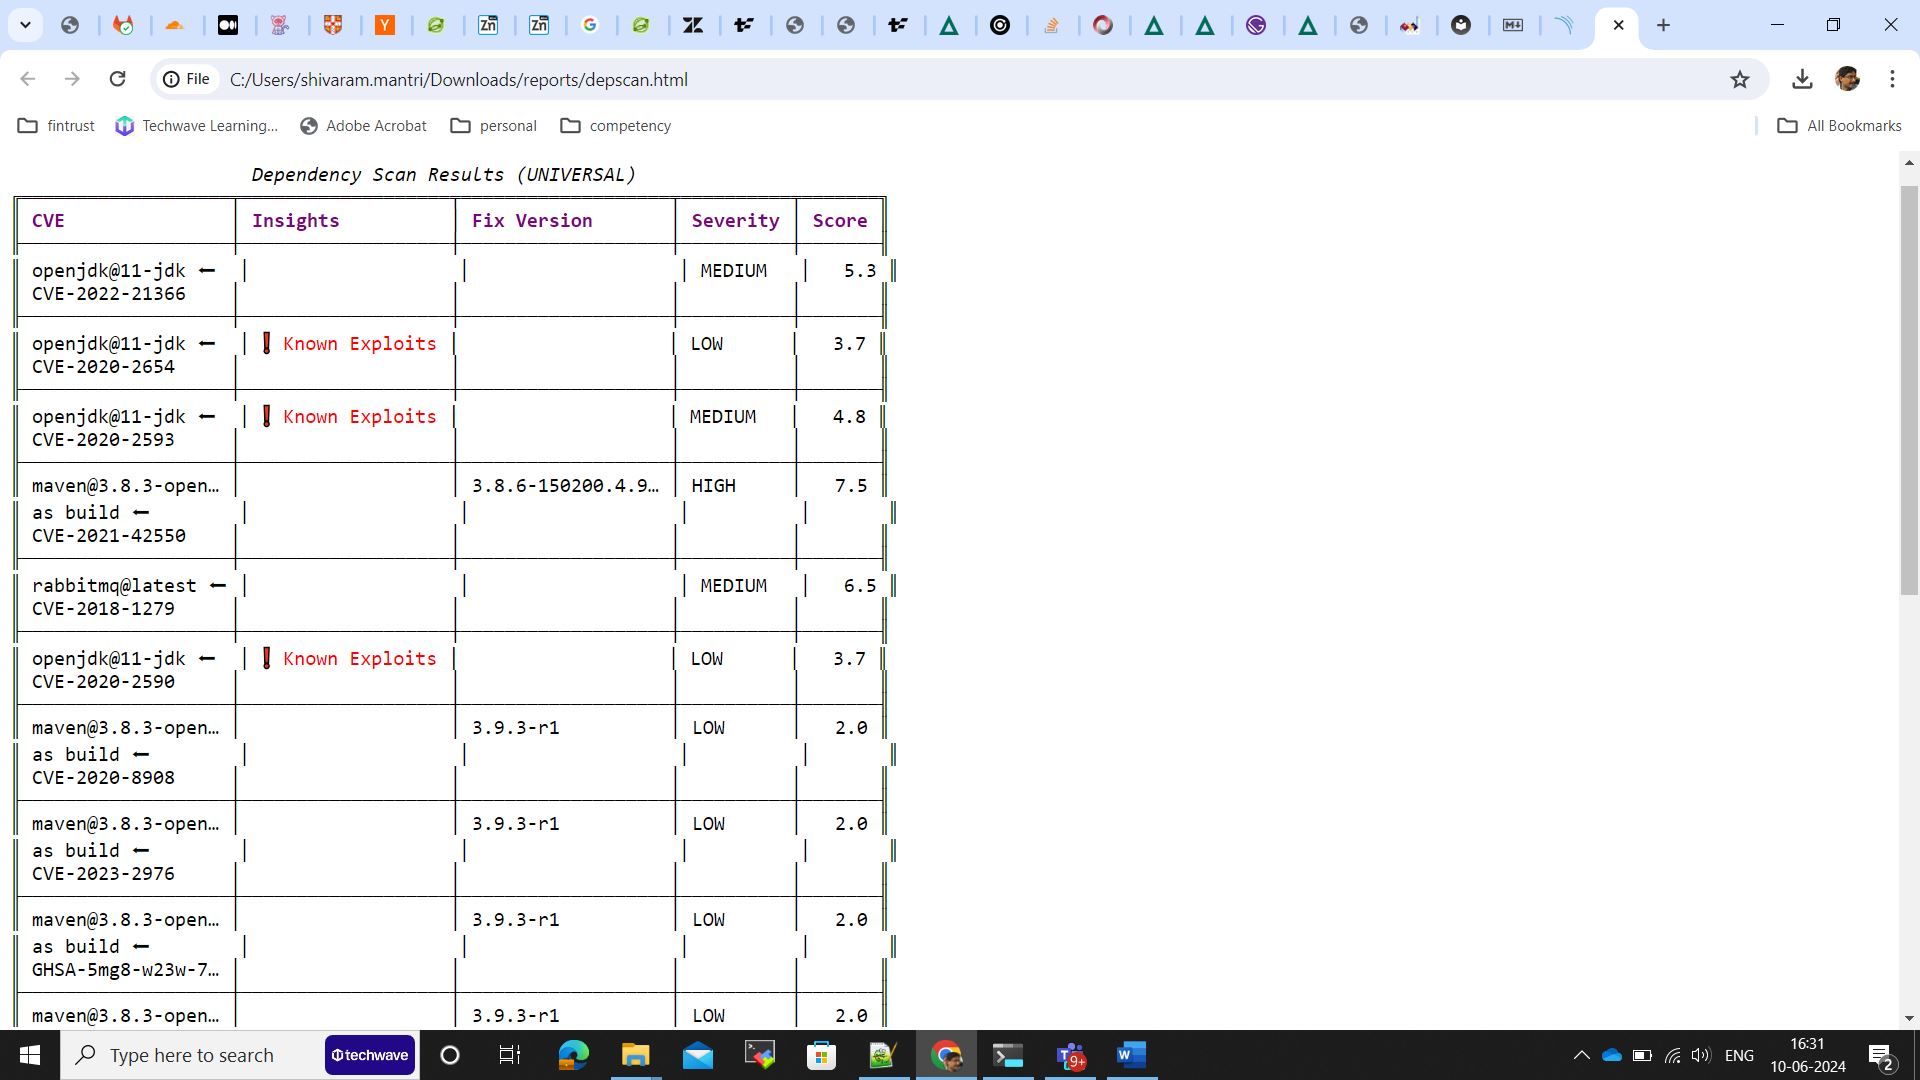 File
C:/Users/shivaram.mantri/Downloads/reports/depscan.html
fintrust
Techwave Learning...
Adobe Acrobat
personal
competency
All Bookmarks
Dependency Scan Results (UNIVERSAL)
CVE Insights Fix Version Severity Score
openjdk@11-jdk ← MEDIUM 5.3
CVE-2022-21366
openjdk@11-jdk ← ❗ Known Exploits LOW 3.7
CVE-2020-2654
openjdk@11-jdk ← ❗ Known Exploits MEDIUM 4.8
CVE-2020-2593
maven@3.8.3-open… 3.8.6-150200.4.9… HIGH 7.5
as build ←
CVE-2021-42550
rabbitmq@latest ← MEDIUM 6.5
CVE-2018-1279
openjdk@11-jdk ← ❗ Known Exploits LOW 3.7
CVE-2020-2590
maven@3.8.3-open… 3.9.3-r1 LOW 2.0
as build ←
CVE-2020-8908
maven@3.8.3-open… 3.9.3-r1 LOW 2.0
as build ←
CVE-2023-2976
maven@3.8.3-open… 3.9.3-r1 LOW 2.0
as build ←
GHSA-5mg8-w23w-7…
maven@3.8.3-open… 3.9.3-r1 LOW 2.0
Type here to search
techwave
9+
ENG
16:31
10-06-2024
2